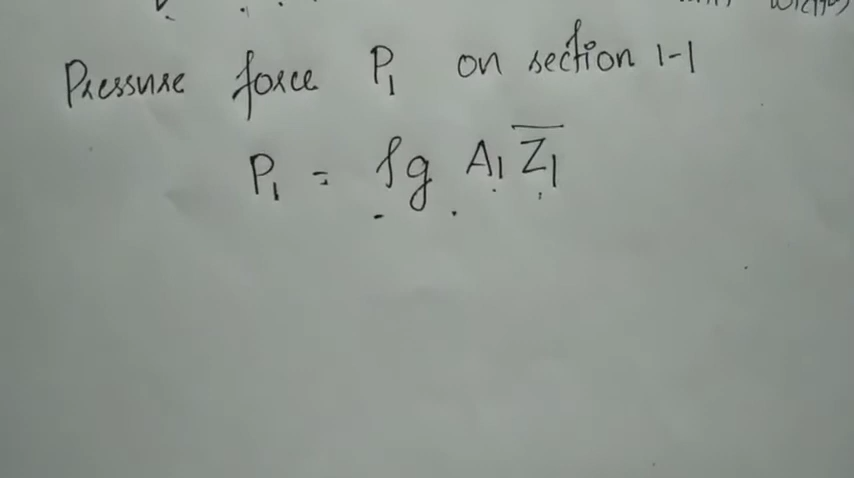 Pressure force P₁ on section 1-1
P₁ = ρg A₁ Z̅₁